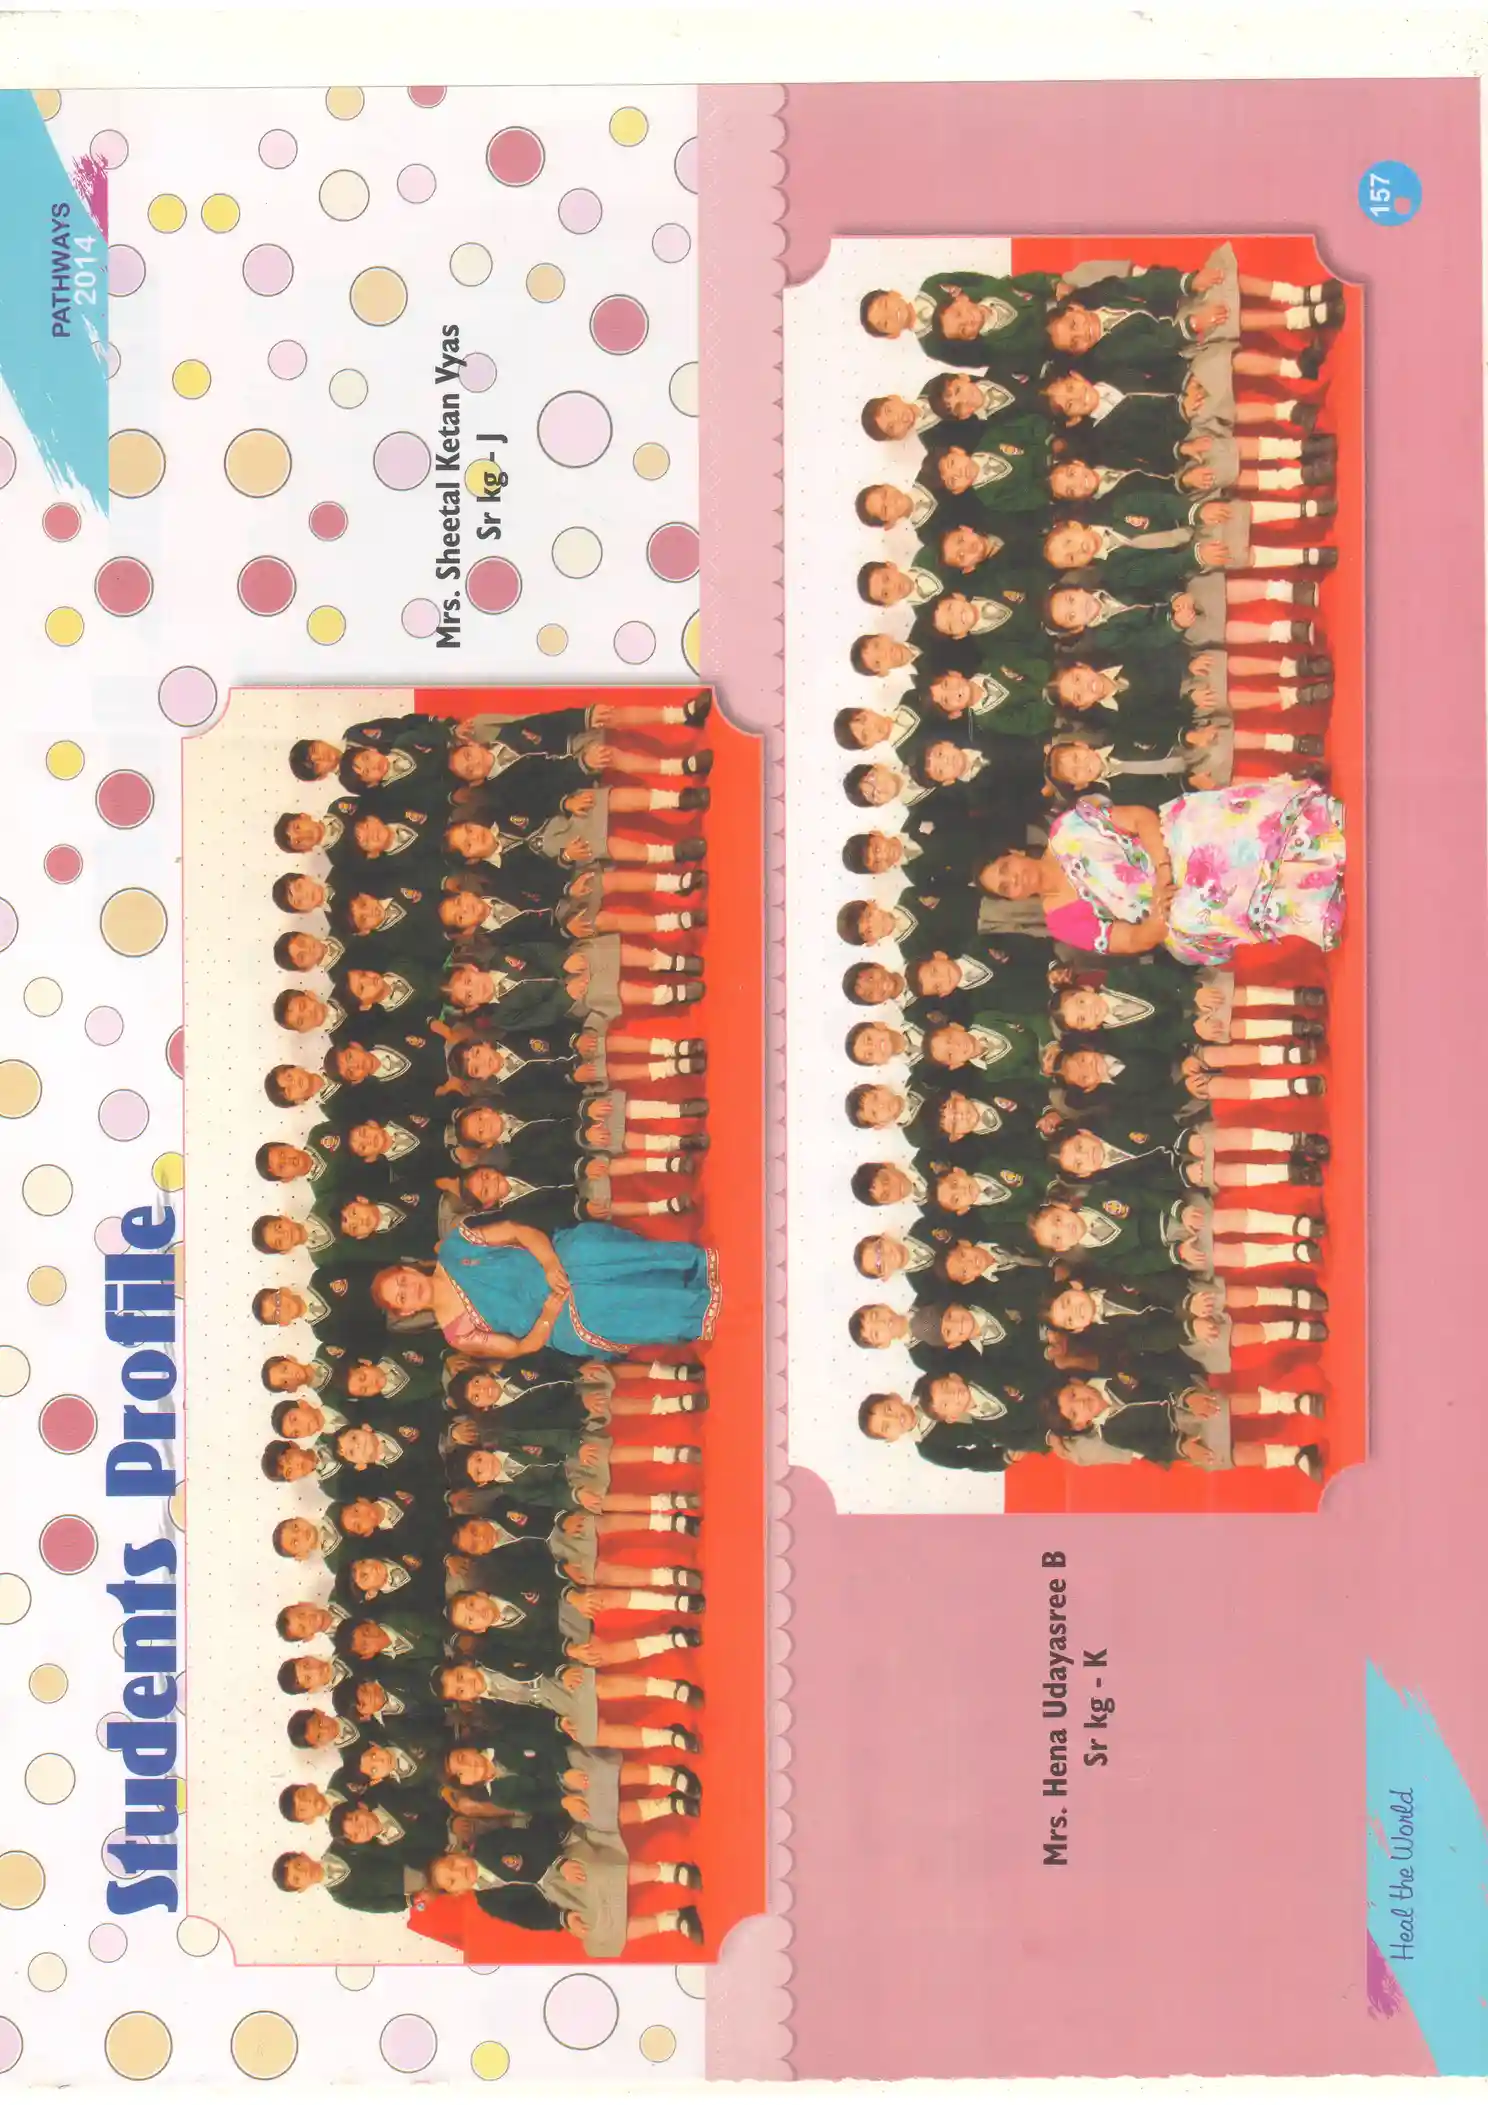 Students Profile
PATHWAYS
2014
Mrs. Sheetal Ketan Vyas
Sr kg - J
Mrs. Hena Udayasree B
Sr kg - K
Heal the World
157